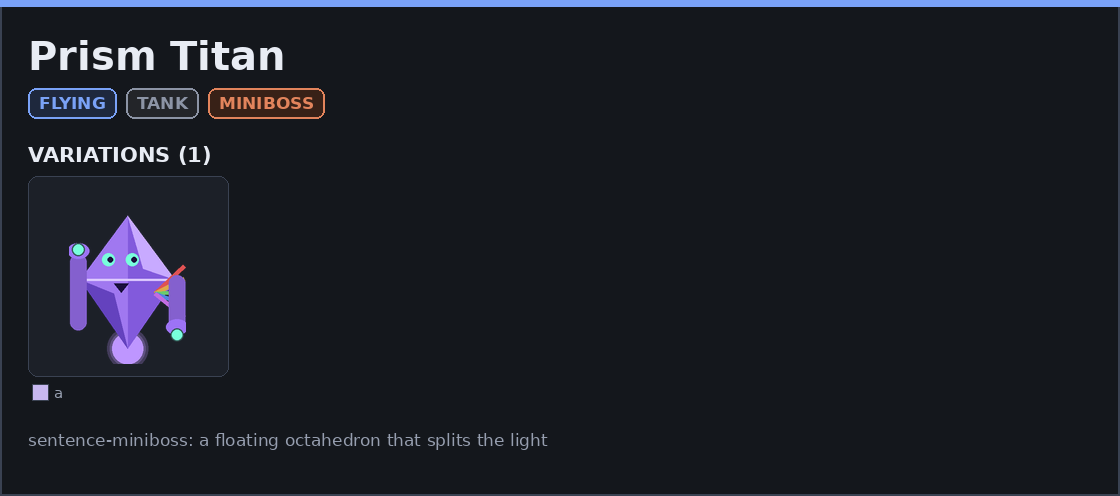 Prism Titan
FLYING TANK MINIBOSS
VARIATIONS (1)
a
sentence-miniboss: a floating octahedron that splits the light